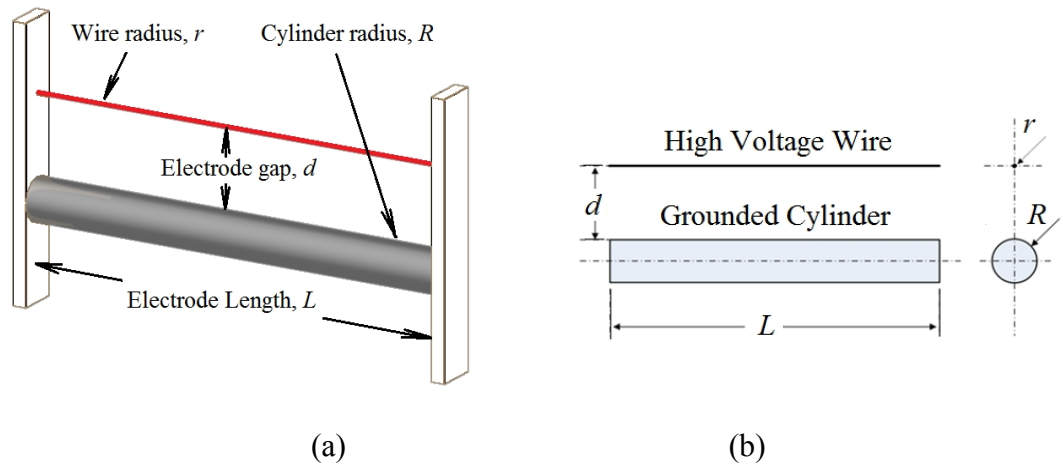 Wire radius, r
Cylinder radius, R
Electrode gap, d
Electrode Length, L
(a)
High Voltage Wire
r
d
Grounded Cylinder
R
L
(b)